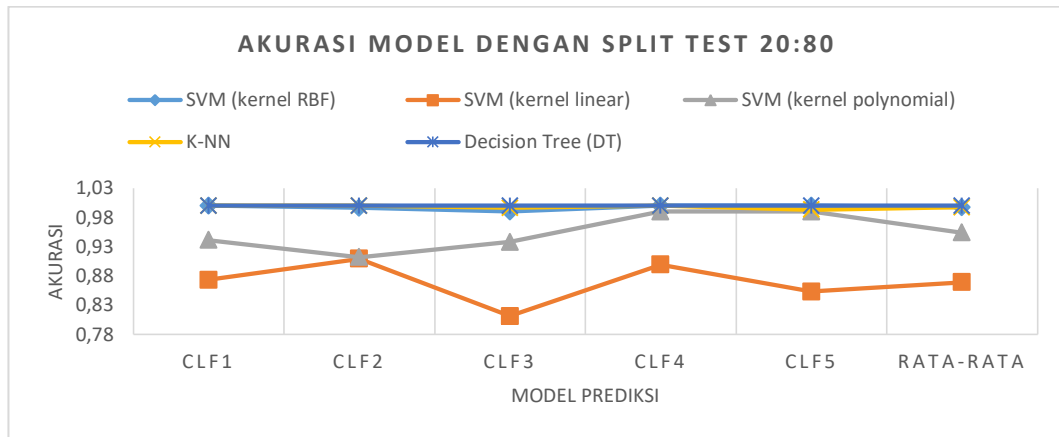 AKURASI MODEL DENGAN SPLIT TEST 20:80
SVM (kernel RBF) SVM (kernel linear) SVM (kernel polynomial)
K-NN Decision Tree (DT)
1,03
0,98
0,93
0,88
0,83
0,78
AKURASI
CLF1 CLF2 CLF3 CLF4 CLF5 RATA-RATA
MODEL PREDIKSI